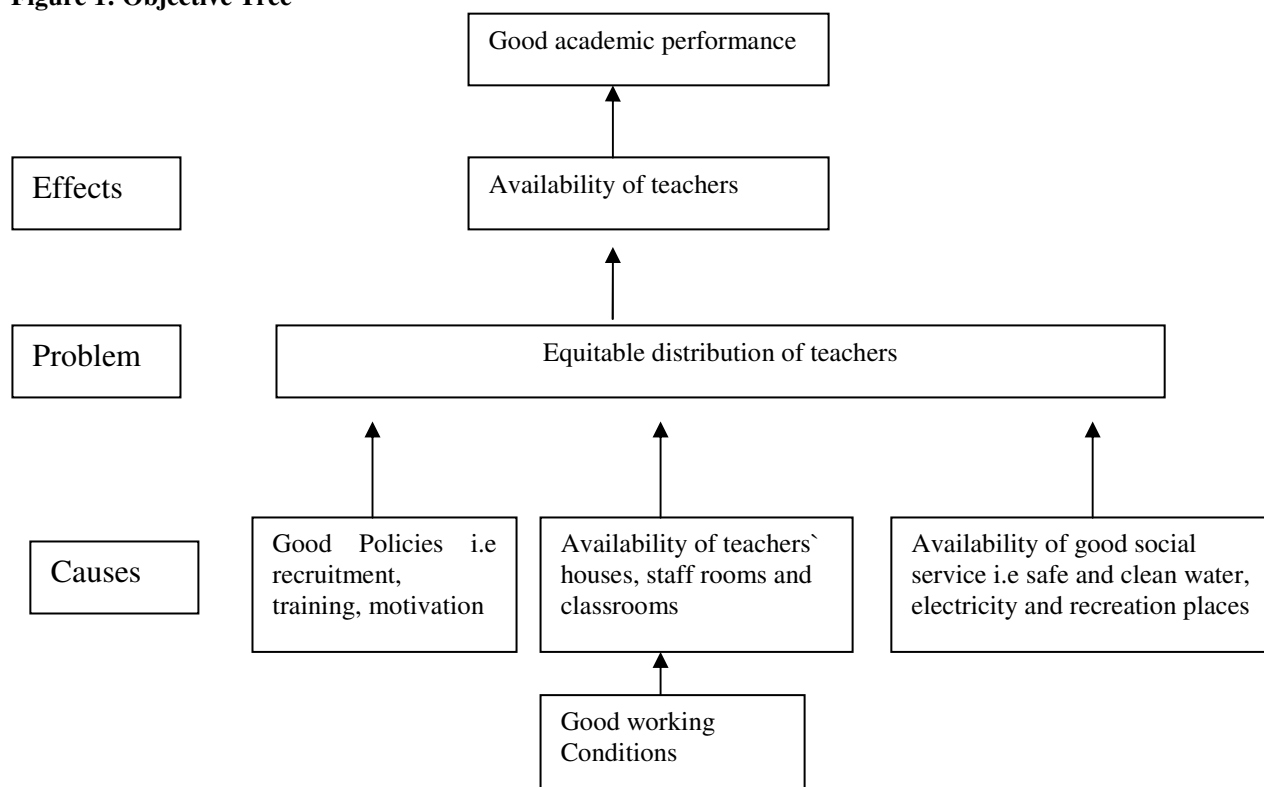 Figure 1: Objective Tree
Good academic performance
Effects
Availability of teachers
Problem
Equitable distribution of teachers
Causes
Good Policies i.e
recruitment,
training, motivation
Availability of teachers`
houses, staff rooms and
classrooms
Availability of good social
service i.e safe and clean water,
electricity and recreation places
Good working
Conditions